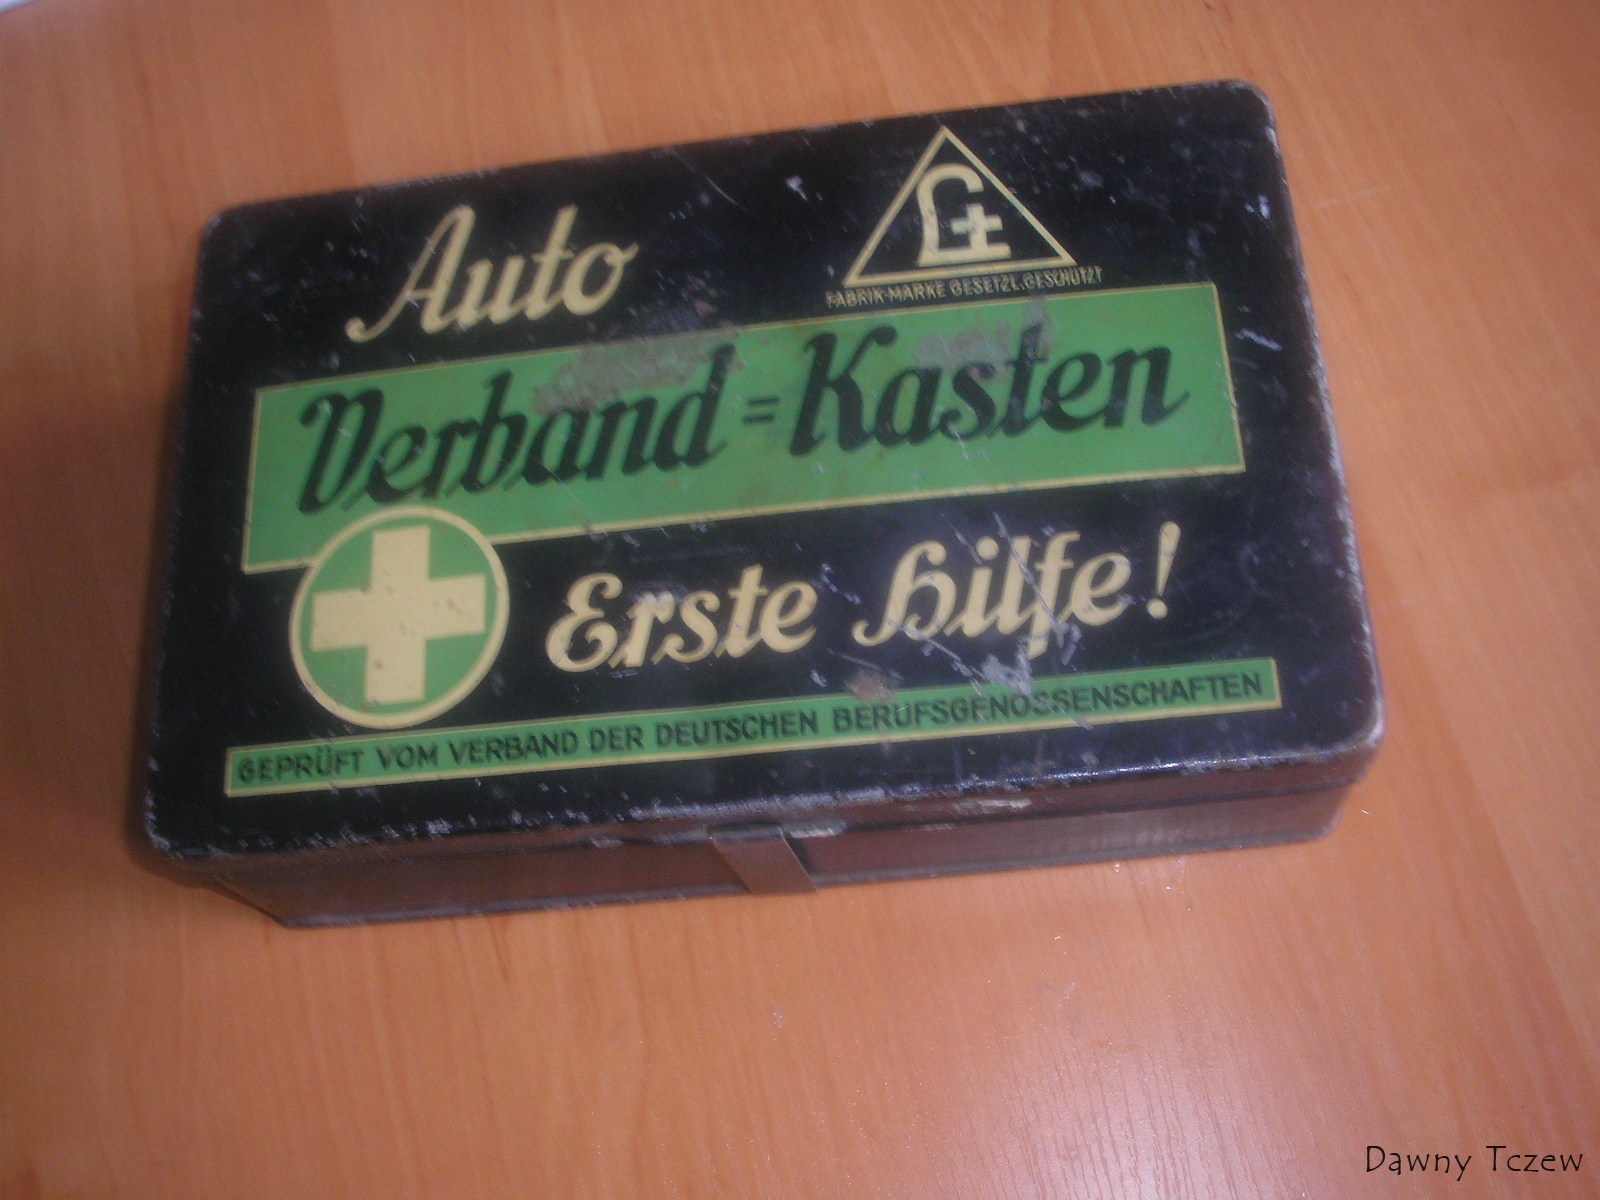 Auto
FABRIK-MARKE GESETZL.GESCHÜTZT
Verband=Kasten
Erste Hilfe!
GEPRÜFT VOM VERBAND DER DEUTSCHEN BERUFSGENOSSENSCHAFTEN
Dawny Tczew